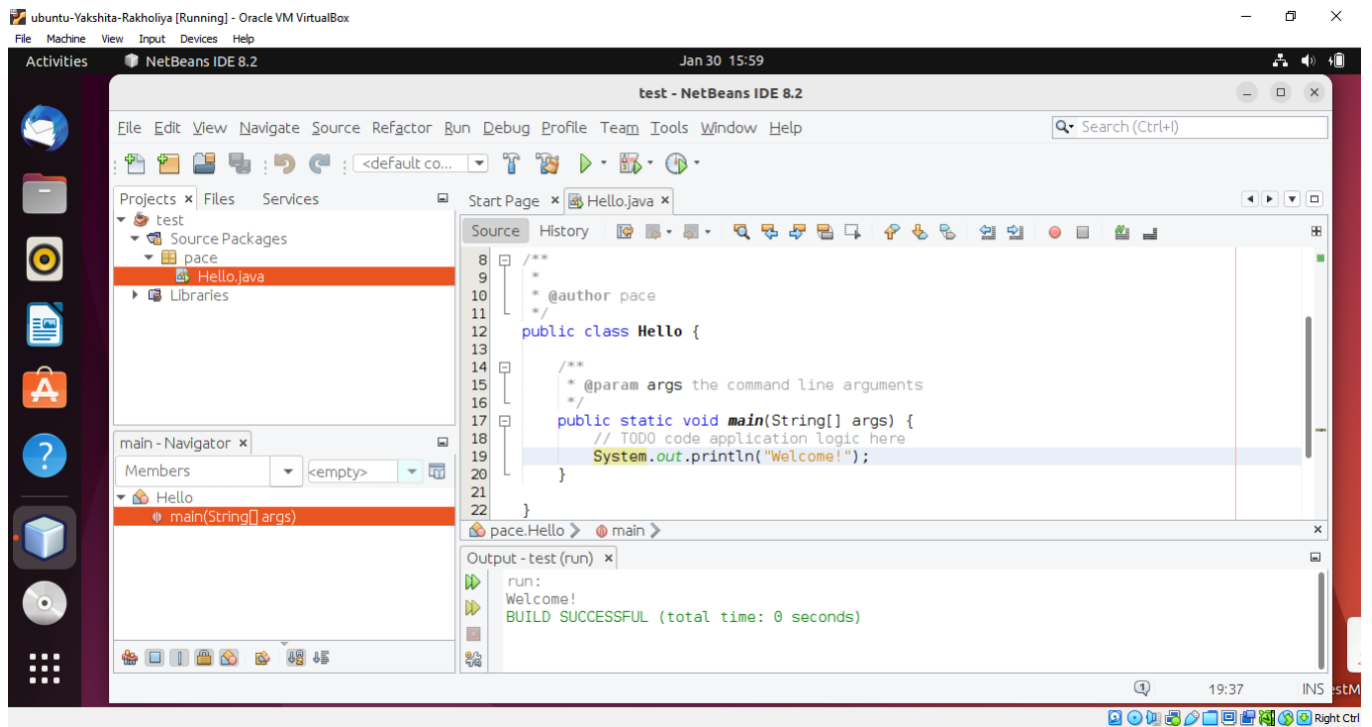 ubuntu-Yakshita-Rakholiya [Running] - Oracle VM VirtualBox
File Machine View Input Devices Help
Activities NetBeans IDE 8.2 Jan 30 15:59
test - NetBeans IDE 8.2
File Edit View Navigate Source Refactor Run Debug Profile Team Tools Window Help Search (Ctrl+I)
<default co...
Projects Files Services
test
Source Packages
pace
Hello.java
Libraries
main - Navigator
Members <empty>
Hello
main(String[] args)
Start Page Hello.java
Source History
8 /**
9 *
10 * @author pace
11 */
12 public class Hello {
13
14 /**
15 * @param args the command line arguments
16 */
17 public static void main(String[] args) {
18 // TODO code application logic here
19 System.out.println("Welcome!");
20 }
21
22 }
pace.Hello main
Output - test (run)
run:
Welcome!
BUILD SUCCESSFUL (total time: 0 seconds)
1 19:37 INS
estM
Right Ctrl